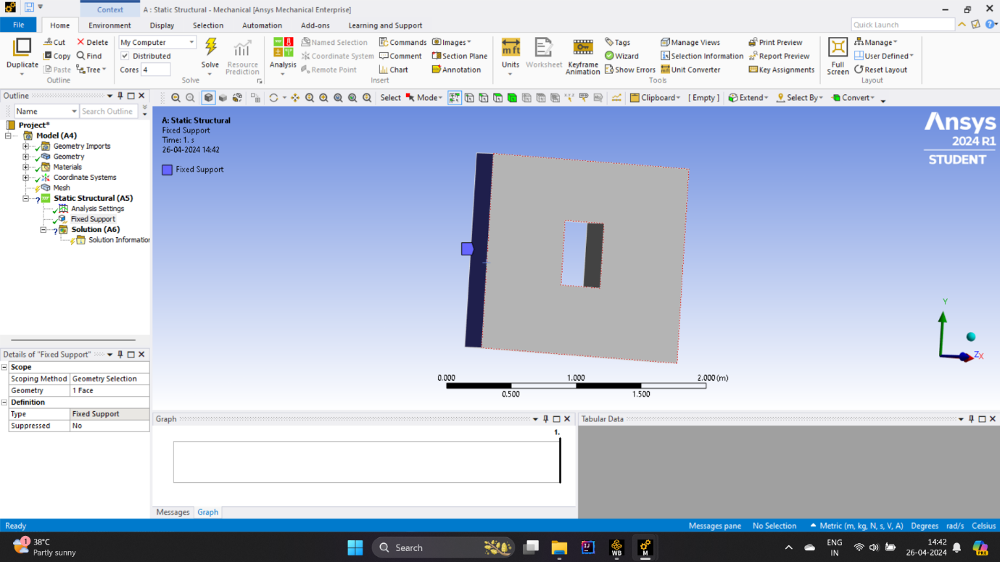 Context
A : Static Structural - Mechanical [Ansys Mechanical Enterprise]
File
Home
Environment
Display
Selection
Automation
Add-ons
Learning and Support
Quick Launch
Duplicate
Cut
Copy
Paste
Delete
Find
Tree
Outline
My Computer
Distributed
Cores 4
Solve
Resource
Prediction
Solve
Analysis
Named Selection
Coordinate System
Remote Point
Commands
Comment
Chart
Images
Section Plane
Annotation
Insert
Units
Worksheet
Keyframe
Animation
Tags
Wizard
Show Errors
Manage Views
Selection Information
Unit Converter
Print Preview
Report Preview
Key Assignments
Tools
Full
Screen
Manage
User Defined
Reset Layout
Layout
Outline
Select
Mode
Clipboard
[ Empty ]
Extend
Select By
Convert
Name
Search Outline
Project*
Model (A4)
Geometry Imports
Geometry
Materials
Coordinate Systems
Mesh
Static Structural (A5)
Analysis Settings
Fixed Support
Solution (A6)
Solution Information
A: Static Structural
Fixed Support
Time: 1. s
26-04-2024 14:42
Fixed Support
Ansys
2024 R1
STUDENT
Y
Z
X
0.000
1.000
2.000 (m)
0.500
1.500
Details of "Fixed Support"
Scope
Scoping Method Geometry Selection
Geometry 1 Face
Definition
Type Fixed Support
Suppressed No
Graph
1.
Messages
Graph
Tabular Data
Ready
Messages pane
No Selection
Metric (m, kg, N, s, V, A)
Degrees
rad/s
Celsius
1
38°C
Partly sunny
Search
WB
M
ENG
IN
14:42
26-04-2024
PRE